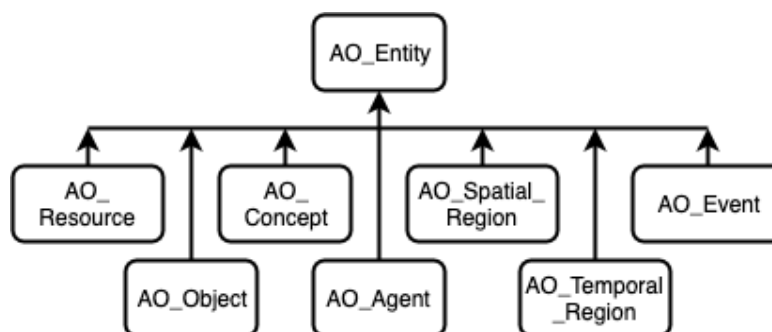 AO_Entity
AO_
Resource
AO_
Concept
AO_Spatial_
Region
AO_Event
AO_Object
AO_Agent
AO_Temporal
_Region